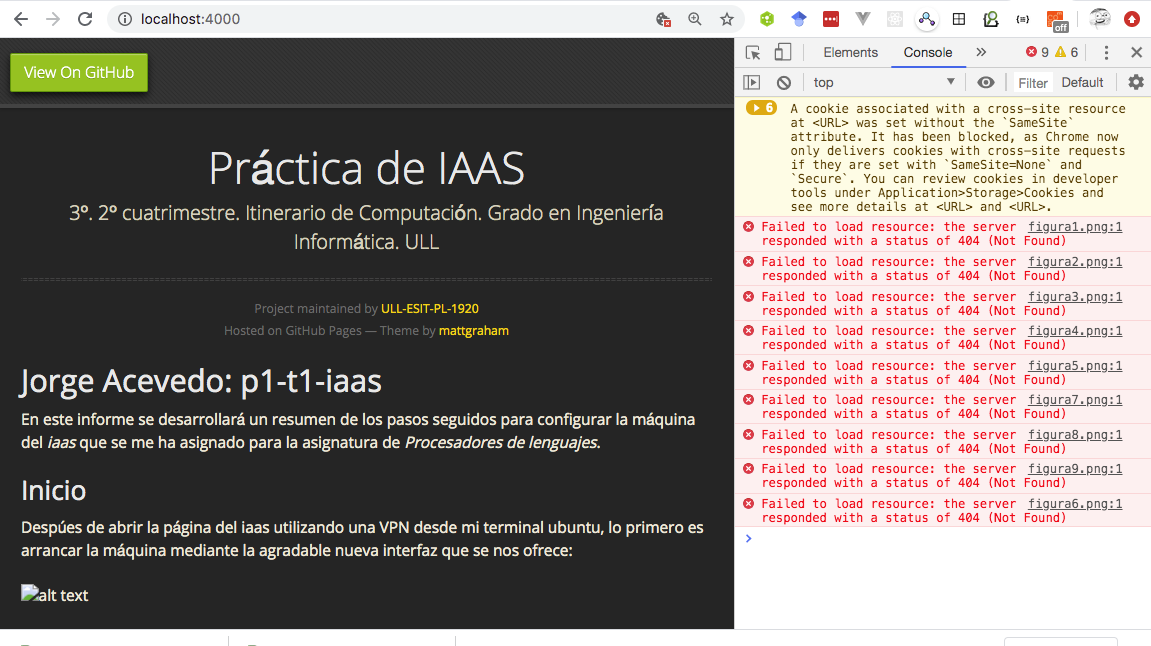 localhost:4000
off
View On GitHub
Práctica de IAAS
3º. 2º cuatrimestre. Itinerario de Computación. Grado en Ingeniería
Informática. ULL
Project maintained by ULL-ESIT-PL-1920
Hosted on GitHub Pages — Theme by mattgraham
Jorge Acevedo: p1-t1-iaas
En este informe se desarrollará un resumen de los pasos seguidos para configurar la máquina
del iaas que se me ha asignado para la asignatura de Procesadores de lenguajes.
Inicio
Despúes de abrir la página del iaas utilizando una VPN desde mi terminal ubuntu, lo primero es
arrancar la máquina mediante la agradable nueva interfaz que se nos ofrece:
alt text
Elements Console » 9 6
top Filter Default
6 A cookie associated with a cross-site resource
at <URL> was set without the `SameSite`
attribute. It has been blocked, as Chrome now
only delivers cookies with cross-site requests
if they are set with `SameSite=None` and
`Secure`. You can review cookies in developer
tools under Application>Storage>Cookies and
see more details at <URL> and <URL>.
Failed to load resource: the server figura1.png:1
responded with a status of 404 (Not Found)
Failed to load resource: the server figura2.png:1
responded with a status of 404 (Not Found)
Failed to load resource: the server figura3.png:1
responded with a status of 404 (Not Found)
Failed to load resource: the server figura4.png:1
responded with a status of 404 (Not Found)
Failed to load resource: the server figura5.png:1
responded with a status of 404 (Not Found)
Failed to load resource: the server figura7.png:1
responded with a status of 404 (Not Found)
Failed to load resource: the server figura8.png:1
responded with a status of 404 (Not Found)
Failed to load resource: the server figura9.png:1
responded with a status of 404 (Not Found)
Failed to load resource: the server figura6.png:1
responded with a status of 404 (Not Found)